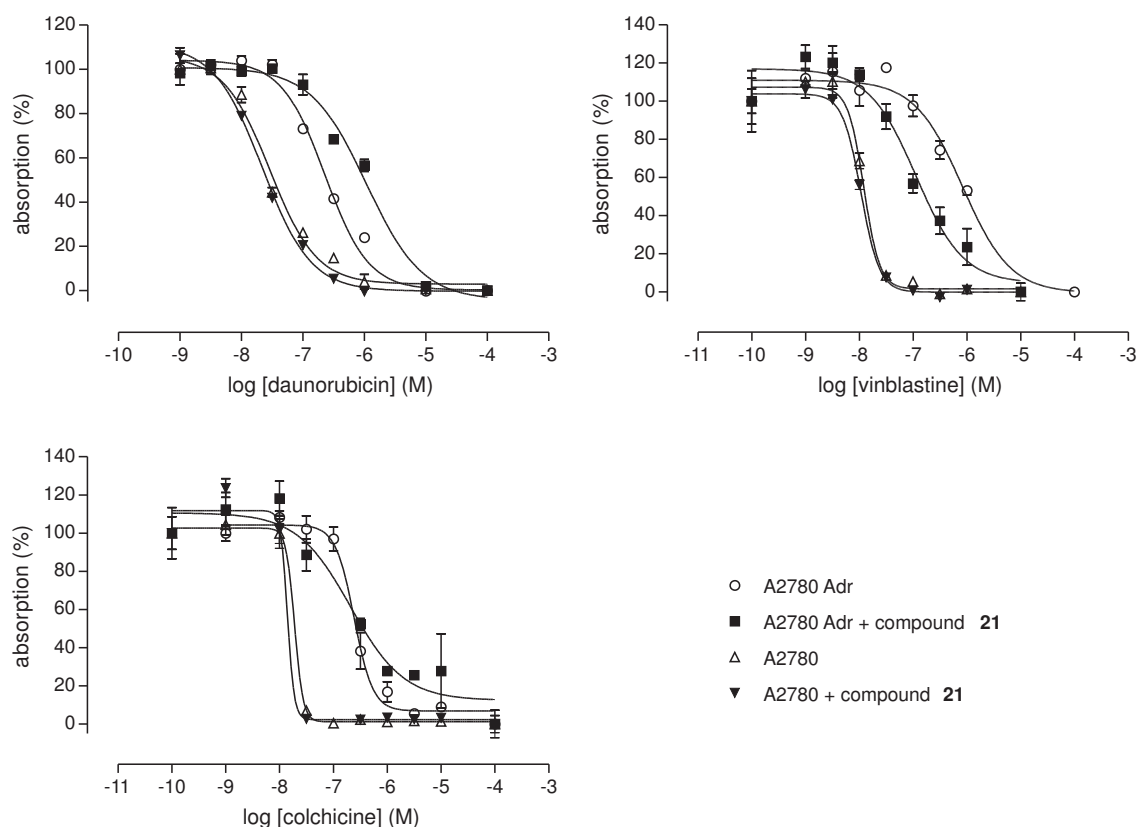 120
100
80
60
40
20
0
absorption (%)
-10 -9 -8 -7 -6 -5 -4 -3
log [daunorubicin] (M)
140
120
100
80
60
40
20
0
absorption (%)
-11 -10 -9 -8 -7 -6 -5 -4 -3
log [vinblastine] (M)
140
120
100
80
60
40
20
0
absorption (%)
-11 -10 -9 -8 -7 -6 -5 -4 -3
log [colchicine] (M)
A2780 Adr
A2780 Adr + compound 21
A2780
A2780 + compound 21